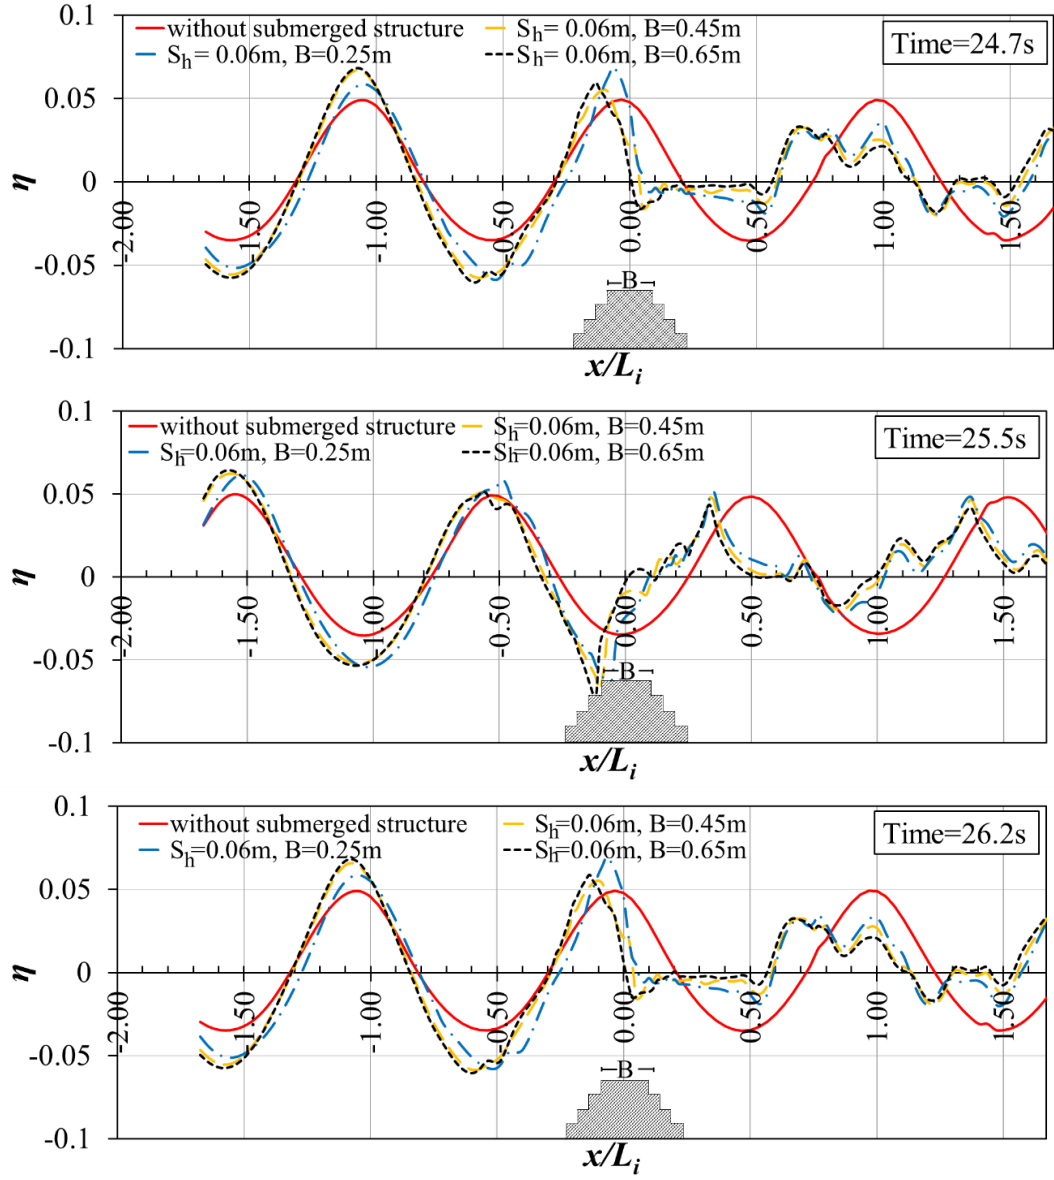 0.1
without submerged structure
Sh= 0.06m, B=0.45m
Sh= 0.06m, B=0.25m
Sh= 0.06m, B=0.65m
Time=24.7s
0.05
η
0
-2.00
-1.50
-1.00
-0.50
0.00
0.50
1.00
1.50
-0.05
B
-0.1
x/Li
0.1
without submerged structure
Sh=0.06m, B=0.45m
Sh=0.06m, B=0.25m
Sh=0.06m, B=0.65m
Time=25.5s
0.05
η
0
-2.00
-1.50
-1.00
-0.50
0.00
0.50
1.00
1.50
-0.05
B
-0.1
x/Li
0.1
without submerged structure
Sh=0.06m, B=0.45m
Sh=0.06m, B=0.25m
Sh=0.06m, B=0.65m
Time=26.2s
0.05
η
0
-2.00
-1.50
-1.00
-0.50
0.00
0.50
1.00
1.50
-0.05
B
-0.1
x/Li